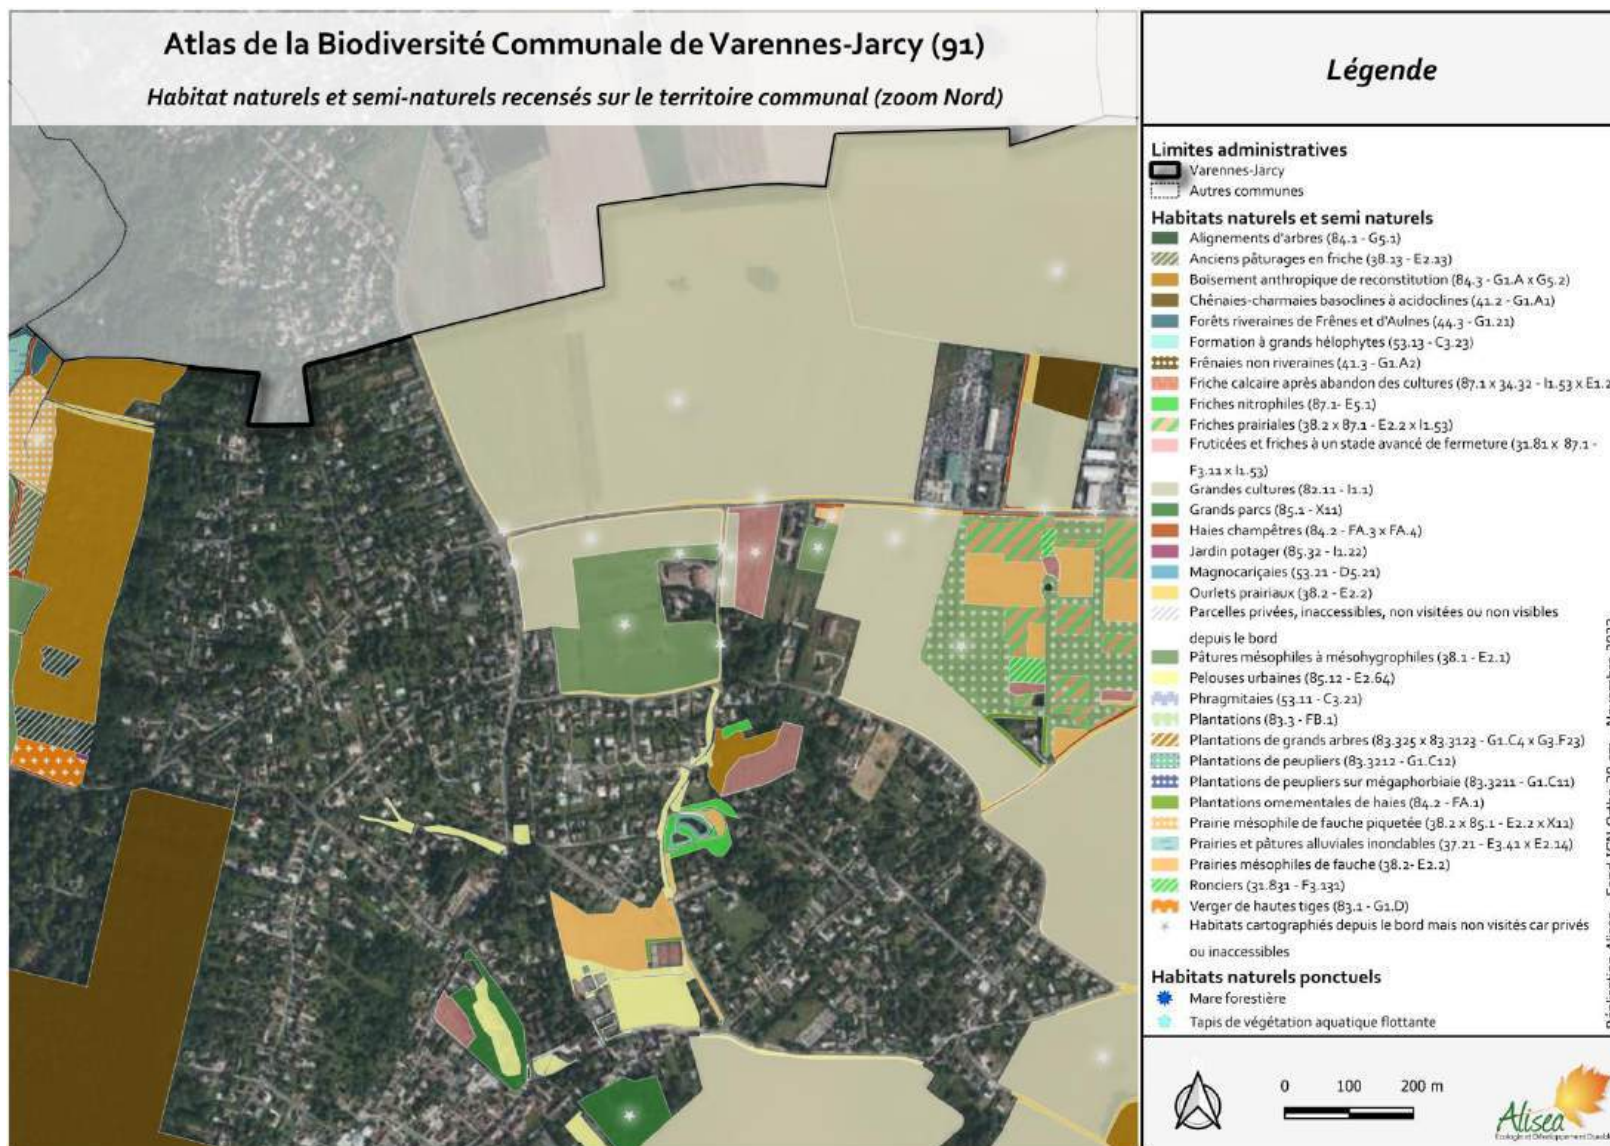 Atlas de la Biodiversité Communale de Varennes-Jarcy (91)
Habitat naturels et semi-naturels recensés sur le territoire communal (zoom Nord)
Légende
Limites administratives
Varennes-Jarcy
Autres communes
Habitats naturels et semi naturels
Alignements d'arbres (84.1 - G5.1)
Anciens pâturages en friche (38.13 - E2.13)
Boisement anthropique de reconstitution (84.3 - G1.A x G5.2)
Chênaies-charmaies basoclines à acidoclines (41.2 - G1.A1)
Forêts riveraines de Frênes et d'Aulnes (44.3 - G1.21)
Formation à grands hélophytes (53.13 - C3.23)
Frênaies non riveraines (41.3 - G1.A2)
Friche calcaire après abandon des cultures (87.1 x 34.32 - I1.53 x E1.2
Friches nitrophiles (87.1- E5.1)
Friches prairiales (38.2 x 87.1 - E2.2 x I1.53)
Fruticées et friches à un stade avancé de fermeture (31.81 x 87.1 -
F3.11 x I1.53)
Grandes cultures (82.11 - I1.1)
Grands parcs (85.1 - X11)
Haies champêtres (84.2 - FA.3 x FA.4)
Jardin potager (85.32 - I1.22)
Magnocariçaies (53.21 - D5.21)
Ourlets prairiaux (38.2 - E2.2)
Parcelles privées, inaccessibles, non visitées ou non visibles
depuis le bord
Pâtures mésophiles à mésohygrophiles (38.1 - E2.1)
Pelouses urbaines (85.12 - E2.64)
Phragmitaies (53.11 - C3.21)
Plantations (83.3 - FB.1)
Plantations de grands arbres (83.325 x 83.3123 - G1.C4 x G3.F23)
Plantations de peupliers (83.3212 - G1.C12)
Plantations de peupliers sur mégaphorbiaie (83.3211 - G1.C11)
Plantations ornementales de haies (84.2 - FA.1)
Prairie mésophile de fauche piquetée (38.2 x 85.1 - E2.2 x X11)
Prairies et pâtures alluviales inondables (37.21 - E3.41 x E2.14)
Prairies mésophiles de fauche (38.2- E2.2)
Ronciers (31.831 - F3.131)
Verger de hautes tiges (83.1 - G1.D)
Habitats cartographiés depuis le bord mais non visités car privés
ou inaccessibles
Habitats naturels ponctuels
Mare forestière
Tapis de végétation aquatique flottante
0 100 200 m
Alisea